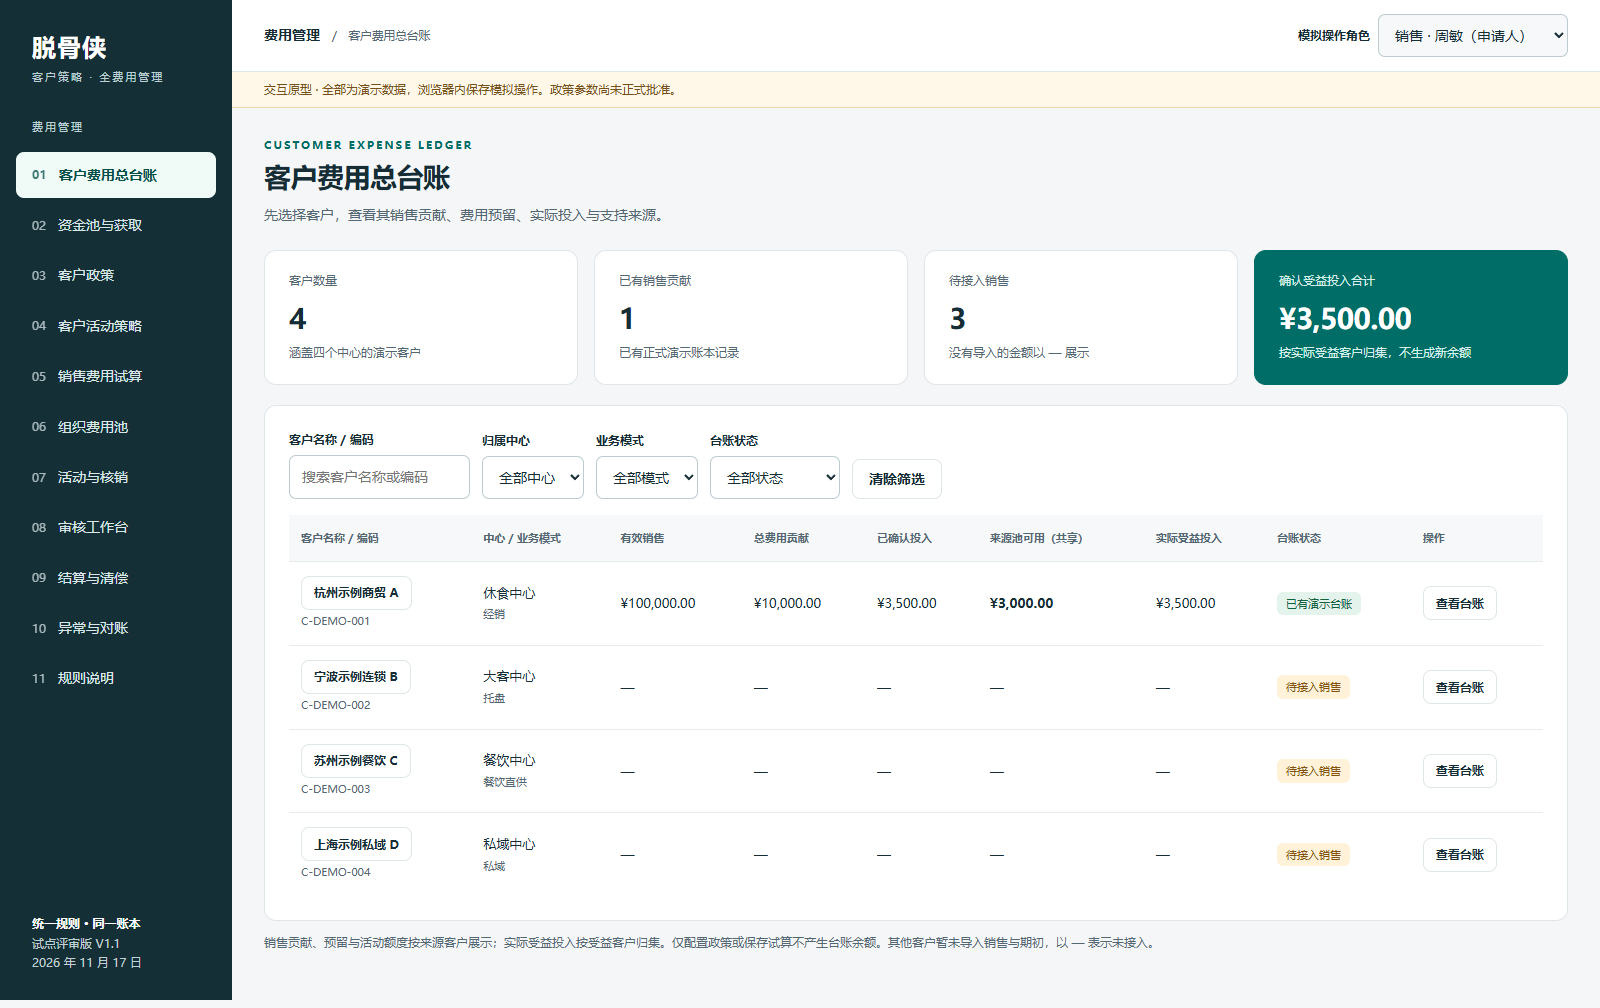 脱骨侠
客户策略 · 全费用管理
费用管理
01 客户费用总台账
02 资金池与获取
03 客户政策
04 客户活动策略
05 销售费用试算
06 组织费用池
07 活动与核销
08 审核工作台
09 结算与清偿
10 异常与对账
11 规则说明
统一规则 · 同一账本
试点评审版 V1.1
2026 年 11 月 17 日
费用管理 / 客户费用总台账
模拟操作角色 销售 · 周敏（申请人）
交互原型 · 全部为演示数据，浏览器内保存模拟操作。政策参数尚未正式批准。
CUSTOMER EXPENSE LEDGER
客户费用总台账
先选择客户，查看其销售贡献、费用预留、实际投入与支持来源。
客户数量
4
涵盖四个中心的演示客户
已有销售贡献
1
已有正式演示账本记录
待接入销售
3
没有导入的金额以 — 展示
确认受益投入合计
¥3,500.00
按实际受益客户归集，不生成新余额
客户名称 / 编码 归属中心 业务模式 台账状态
搜索客户名称或编码 全部中心 全部模式 全部状态 清除筛选
客户名称 / 编码 中心 / 业务模式 有效销售 总费用贡献 已确认投入 来源池可用（共享） 实际受益投入 台账状态 操作
杭州示例商贸 A 休食中心 ¥100,000.00 ¥10,000.00 ¥3,500.00 ¥3,000.00 ¥3,500.00 已有演示台账 查看台账
C-DEMO-001 经销
宁波示例连锁 B 大客中心 — — — — — 待接入销售 查看台账
C-DEMO-002 托盘
苏州示例餐饮 C 餐饮中心 — — — — — 待接入销售 查看台账
C-DEMO-003 餐饮直供
上海示例私域 D 私域中心 — — — — — 待接入销售 查看台账
C-DEMO-004 私域
销售贡献、预留与活动额度按来源客户展示；实际受益投入按受益客户归集。仅配置政策或保存试算不产生台账余额。其他客户暂未导入销售与期初，以 — 表示未接入。